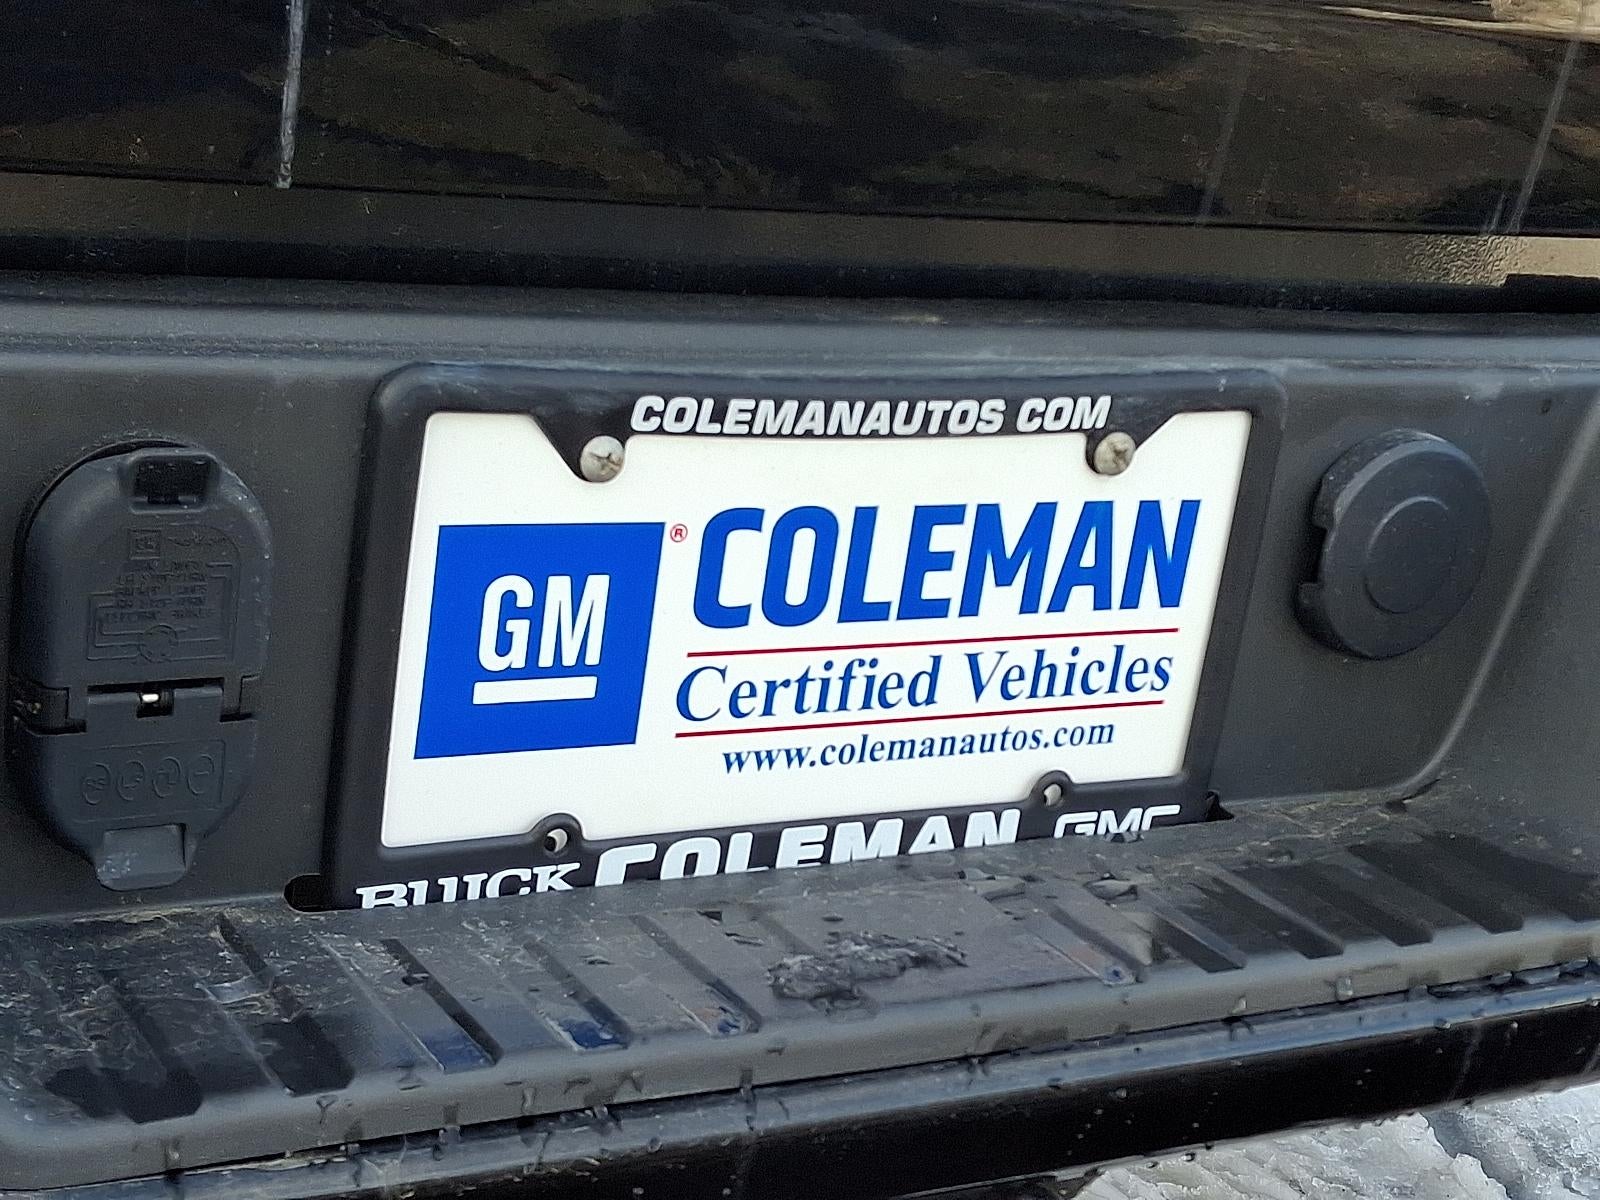 COLEMANAUTOS COM
GM
®
COLEMAN
Certified Vehicles
www.colemanautos.com
BUICK COLEMAN GMC